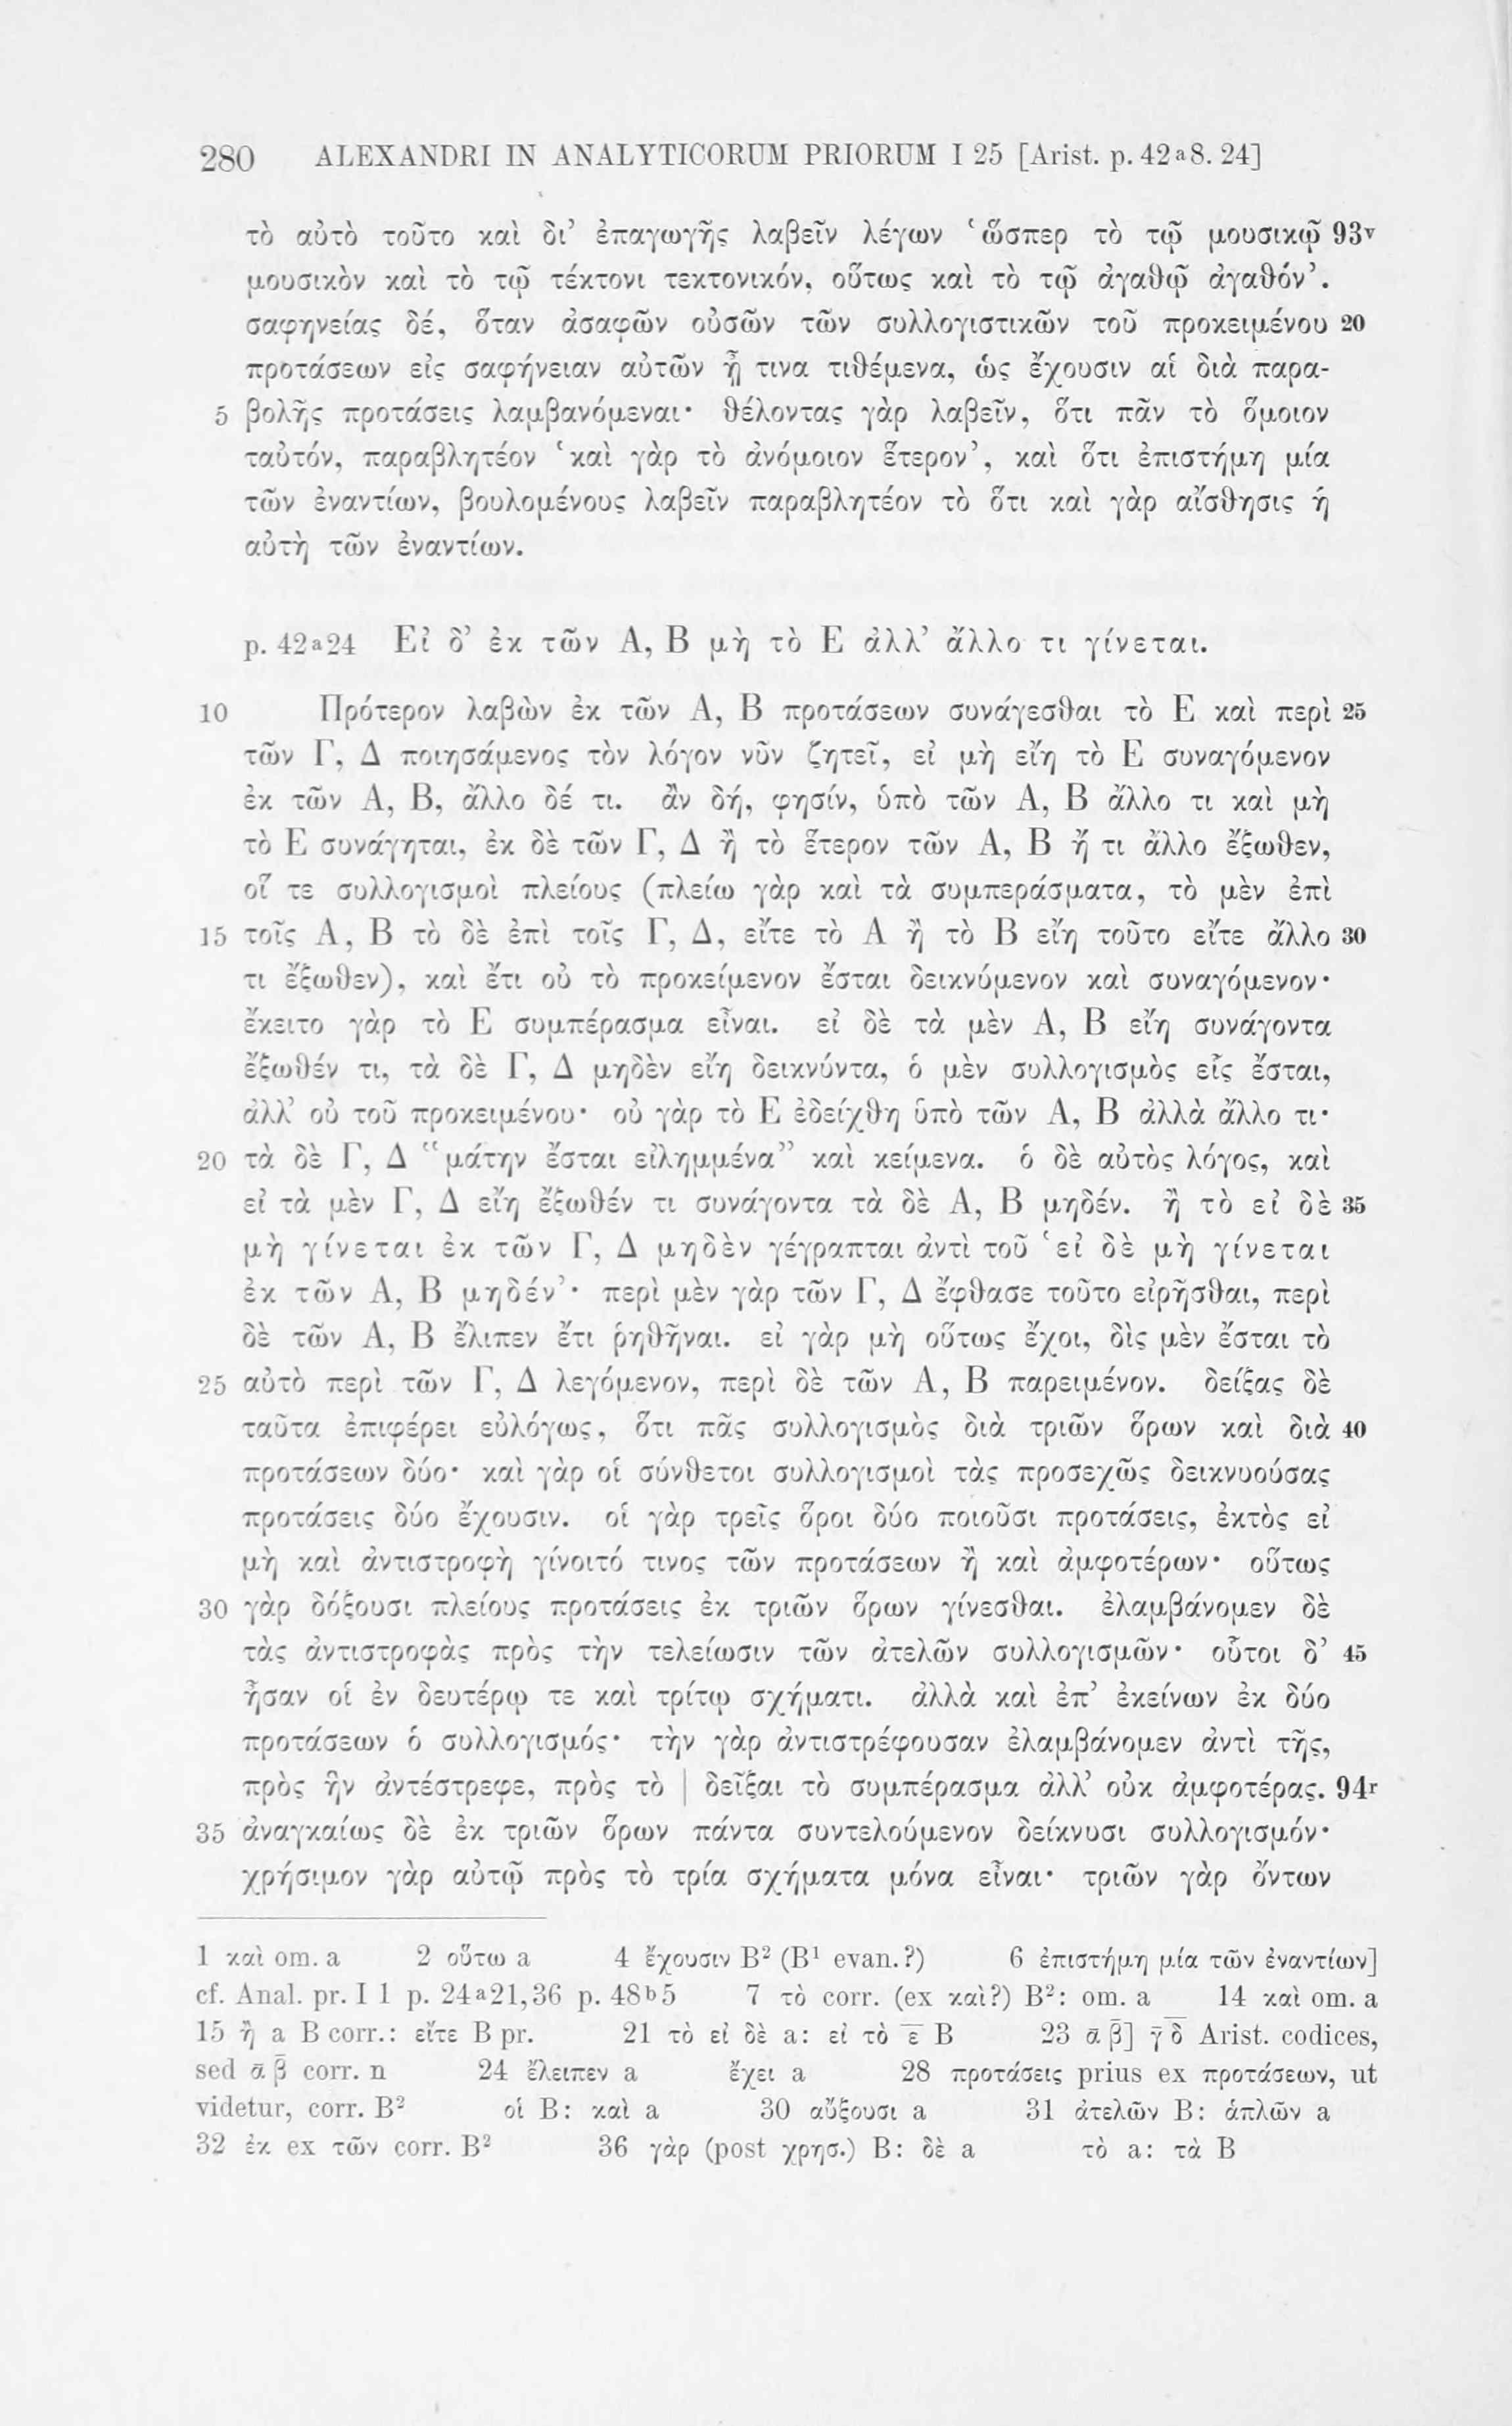 280 ALEXANDRI IN ANALYTICORUM PRIORUM I 25 [Arist. p. 42ᵃ8. 24]
τὸ αὐτὸ τοῦτο καὶ δι’ ἐπαγωγῆς λαβεῖν λέγων ‘ὥσπερ τὸ τῷ μουσικῷ 93ᵛ
μουσικὸν καὶ τὸ τῷ τέκτονι τεκτονικόν, οὕτως καὶ τὸ τῷ ἀγαθῷ ἀγαθόν’.
σαφηνείας δέ, ὅταν ἀσαφῶν οὐσῶν τῶν συλλογιστικῶν τοῦ προκειμένου 20
προτάσεων εἰς σαφήνειαν αὐτῶν ᾖ τινα τιθέμενα, ὡς ἔχουσιν αἱ διὰ παρα-
5 βολῆς προτάσεις λαμβανόμεναι· θέλοντας γὰρ λαβεῖν, ὅτι πᾶν τὸ ὅμοιον
ταὐτόν, παραβλητέον ‘καὶ γὰρ τὸ ἀνόμοιον ἕτερον’, καὶ ὅτι ἐπιστήμη μία
τῶν ἐναντίων, βουλομένους λαβεῖν παραβλητέον τὸ ὅτι καὶ γὰρ αἴσθησις ἡ
αὐτὴ τῶν ἐναντίων.
p. 42ᵃ24 Εἰ δ’ ἐκ τῶν Α, Β μὴ τὸ Ε ἀλλ’ ἄλλο τι γίνεται.
10 Πρότερον λαβὼν ἐκ τῶν Α, Β προτάσεων συνάγεσθαι τὸ Ε καὶ περὶ 25
τῶν Γ, Δ ποιησάμενος τὸν λόγον νῦν ζητεῖ, εἰ μὴ εἴη τὸ Ε συναγόμενον
ἐκ τῶν Α, Β, ἄλλο δέ τι. ἂν δή, φησίν, ὑπὸ τῶν Α, Β ἄλλο τι καὶ μὴ
τὸ Ε συνάγηται, ἐκ δὲ τῶν Γ, Δ ἢ τὸ ἕτερον τῶν Α, Β ἤ τι ἄλλο ἔξωθεν,
οἵ τε συλλογισμοὶ πλείους (πλείω γὰρ καὶ τὰ συμπεράσματα, τὸ μὲν ἐπὶ
15 τοῖς Α, Β τὸ δὲ ἐπὶ τοῖς Γ, Δ, εἴτε τὸ Α ἢ τὸ Β εἴη τοῦτο εἴτε ἄλλο 30
τι ἔξωθεν), καὶ ἔτι οὐ τὸ προκείμενον ἔσται δεικνύμενον καὶ συναγόμενον·
ἔκειτο γὰρ τὸ Ε συμπέρασμα εἶναι. εἰ δὲ τὰ μὲν Α, Β εἴη συνάγοντα
ἔξωθέν τι, τὰ δὲ Γ, Δ μηδὲν εἴη δεικνύντα, ὁ μὲν συλλογισμὸς εἷς ἔσται,
ἀλλ’ οὐ τοῦ προκειμένου· οὐ γὰρ τὸ Ε ἐδείχθη ὑπὸ τῶν Α, Β ἀλλὰ ἄλλο τι·
20 τὰ δὲ Γ, Δ “μάτην ἔσται εἰλημμένα” καὶ κείμενα. ὁ δὲ αὐτὸς λόγος, καὶ
εἰ τὰ μὲν Γ, Δ εἴη ἔξωθέν τι συνάγοντα τὰ δὲ Α, Β μηδέν. ἢ τὸ εἰ δὲ 35
μὴ γίνεται ἐκ τῶν Γ, Δ μηδὲν γέγραπται ἀντὶ τοῦ ‘εἰ δὲ μὴ γίνεται
ἐκ τῶν Α, Β μηδέν’· περὶ μὲν γὰρ τῶν Γ, Δ ἔφθασε τοῦτο εἰρῆσθαι, περὶ
δὲ τῶν Α, Β ἔλιπεν ἔτι ῥηθῆναι. εἰ γὰρ μὴ οὕτως ἔχοι, δὶς μὲν ἔσται τὸ
25 αὐτὸ περὶ τῶν Γ, Δ λεγόμενον, περὶ δὲ τῶν Α, Β παρειμένον. δείξας δὲ
ταῦτα ἐπιφέρει εὐλόγως, ὅτι πᾶς συλλογισμὸς διὰ τριῶν ὅρων καὶ διὰ 40
προτάσεων δύο· καὶ γὰρ οἱ σύνθετοι συλλογισμοὶ τὰς προσεχῶς δεικνυούσας
προτάσεις δύο ἔχουσιν. οἱ γὰρ τρεῖς ὅροι δύο ποιοῦσι προτάσεις, ἐκτὸς εἰ
μὴ καὶ ἀντιστροφὴ γίνοιτό τινος τῶν προτάσεων ἢ καὶ ἀμφοτέρων· οὕτως
30 γὰρ δόξουσι πλείους προτάσεις ἐκ τριῶν ὅρων γίνεσθαι. ἐλαμβάνομεν δὲ
τὰς ἀντιστροφὰς πρὸς τὴν τελείωσιν τῶν ἀτελῶν συλλογισμῶν· οὗτοι δ’ 45
ἦσαν οἱ ἐν δευτέρῳ τε καὶ τρίτῳ σχήματι. ἀλλὰ καὶ ἐπ’ ἐκείνων ἐκ δύο
προτάσεων ὁ συλλογισμός· τὴν γὰρ ἀντιστρέφουσαν ἐλαμβάνομεν ἀντὶ τῆς,
πρὸς ἣν ἀντέστρεφε, πρὸς τὸ | δεῖξαι τὸ συμπέρασμα ἀλλ’ οὐκ ἀμφοτέρας. 94ʳ
35 ἀναγκαίως δὲ ἐκ τριῶν ὅρων πάντα συντελούμενον δείκνυσι συλλογισμόν·
χρήσιμον γὰρ αὐτῷ πρὸς τὸ τρία σχήματα μόνα εἶναι· τριῶν γὰρ ὄντων
1 καὶ om. a 2 οὕτω a 4 ἔχουσιν B² (B¹ evan.?) 6 ἐπιστήμη μία τῶν ἐναντίων]
cf. Anal. pr. I 1 p. 24ᵃ21,36 p. 48ᵇ5 7 τὸ corr. (ex καὶ?) B²: om. a 14 καὶ om. a
15 ἢ a B corr.: εἴτε B pr. 21 τὸ εἰ δὲ a: εἰ τὸ ε̄ B 23 ᾱ β̄] γ̄ δ̄ Arist. codices,
sed ᾱ β̄ corr. n 24 ἔλειπεν a ἔχει a 28 προτάσεις prius ex προτάσεων, ut
videtur, corr. B² οἱ B: καὶ a 30 αὔξουσι a 31 ἀτελῶν B: ἁπλῶν a
32 ἐκ ex τῶν corr. B² 36 γὰρ (post χρησ.) B: δὲ a τὸ a: τὰ B